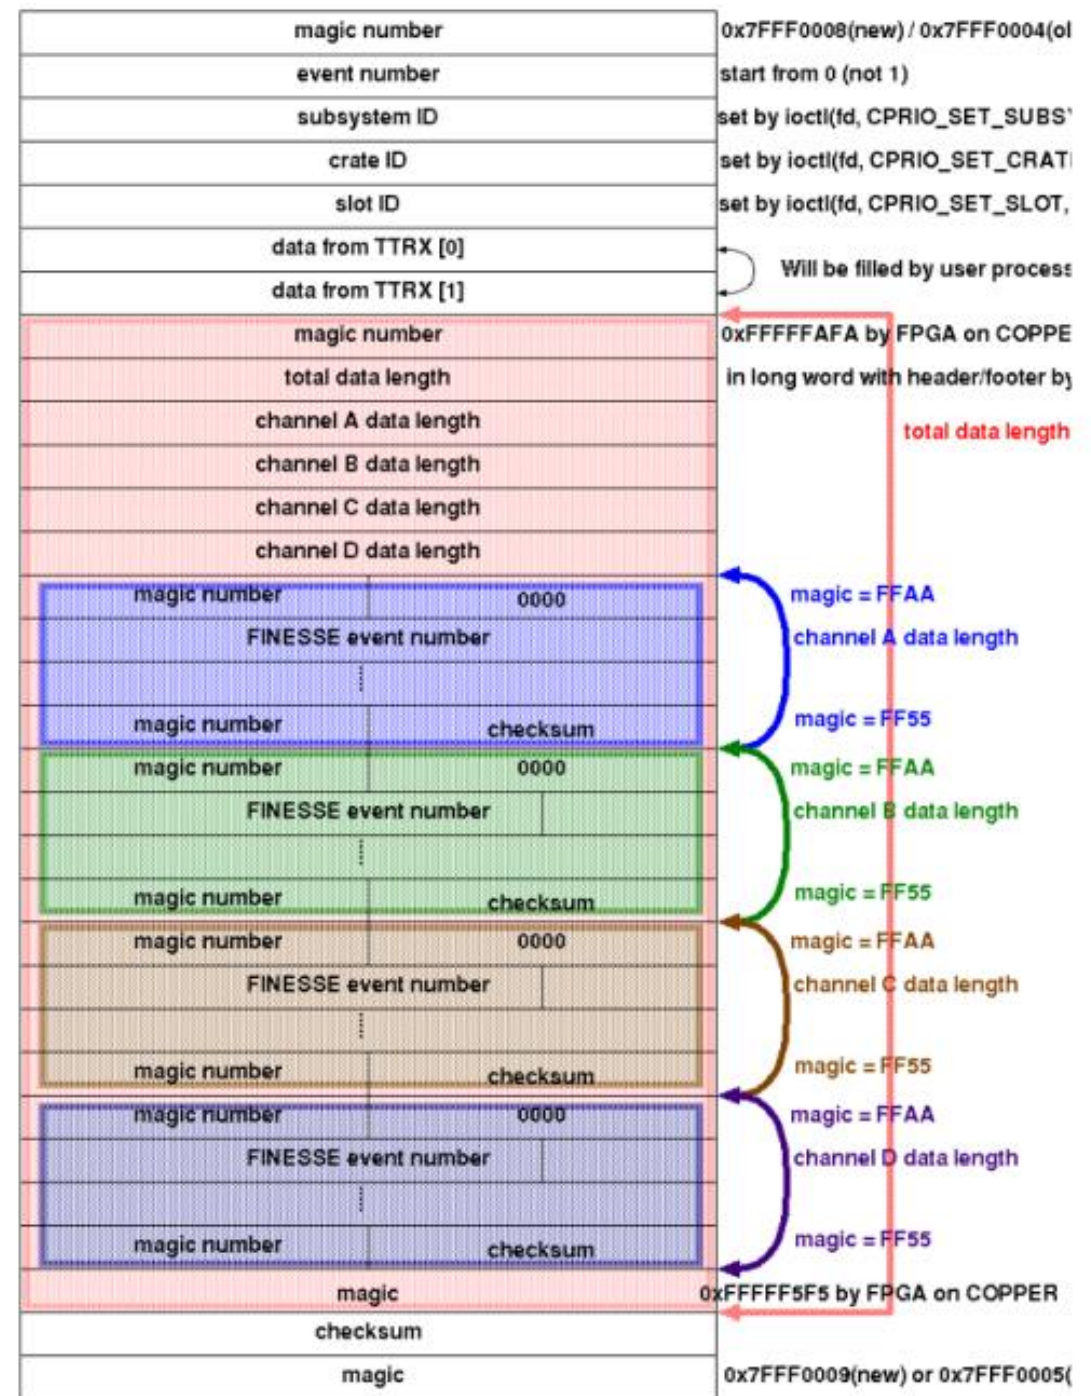 magic number 0x7FFF0008(new) / 0x7FFF0004(ol
event number start from 0 (not 1)
subsystem ID set by ioctl(fd, CPRIO_SET_SUBS
crate ID set by ioctl(fd, CPRIO_SET_CRAT
slot ID set by ioctl(fd, CPRIO_SET_SLOT,
data from TTRX [0]
Will be filled by user process
data from TTRX [1]
magic number 0xFFFFFAFA by FPGA on COPPE
total data length in long word with header/footer by
channel A data length
total data length
channel B data length
channel C data length
channel D data length
magic number 0000 magic = FFAA
FINESSE event number channel A data length
magic number checksum magic = FF55
magic number 0000 magic = FFAA
FINESSE event number channel B data length
magic number checksum magic = FF55
magic number 0000 magic = FFAA
FINESSE event number channel C data length
magic number checksum magic = FF55
magic number 0000 magic = FFAA
FINESSE event number channel D data length
magic number checksum magic = FF55
magic 0xFFFFF5F5 by FPGA on COPPER
checksum
magic 0x7FFF0009(new) or 0x7FFF0005(